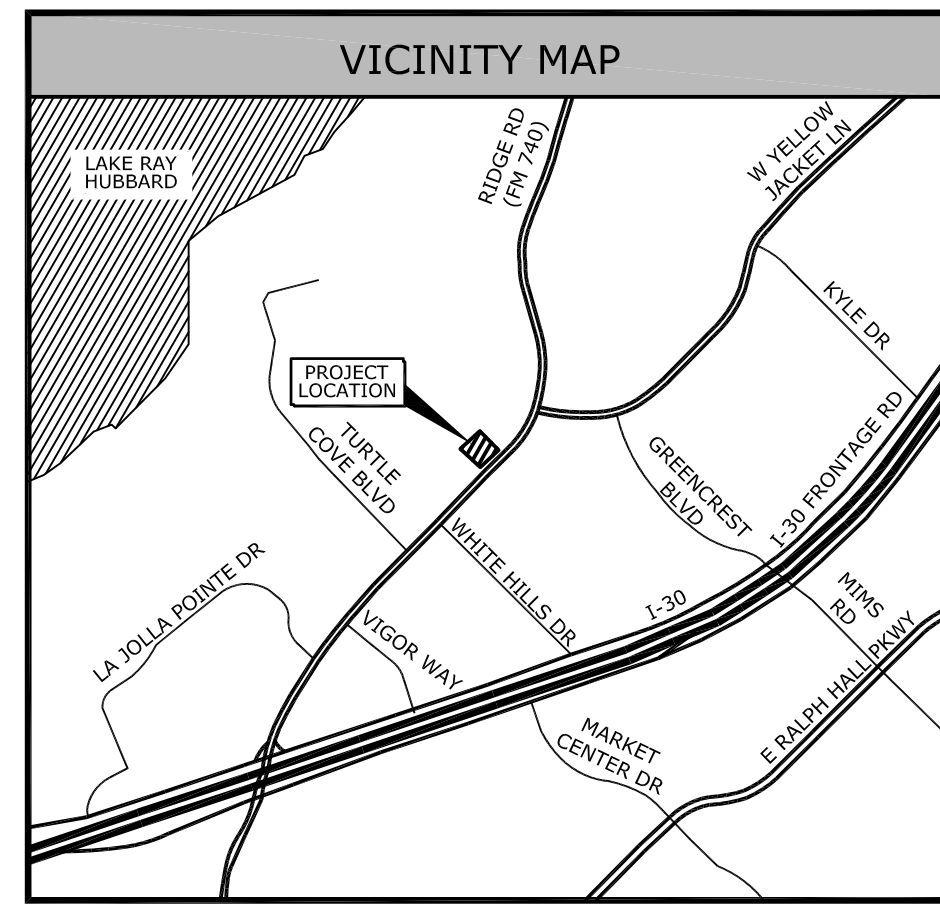 VICINITY MAP
LAKE RAY
HUBBARD
RIDGE RD
(FM 740)
W YELLOW
JACKET LN
KYLE DR
PROJECT
LOCATION
TURTLE
COVE BLVD
GREENCREST
BLVD
I-30 FRONTAGE RD
WHITE HILLS DR
LA JOLLA POINTE DR
VIGOR WAY
I-30
MIMS
RD
E RALPH HALL PKWY
MARKET
CENTER DR